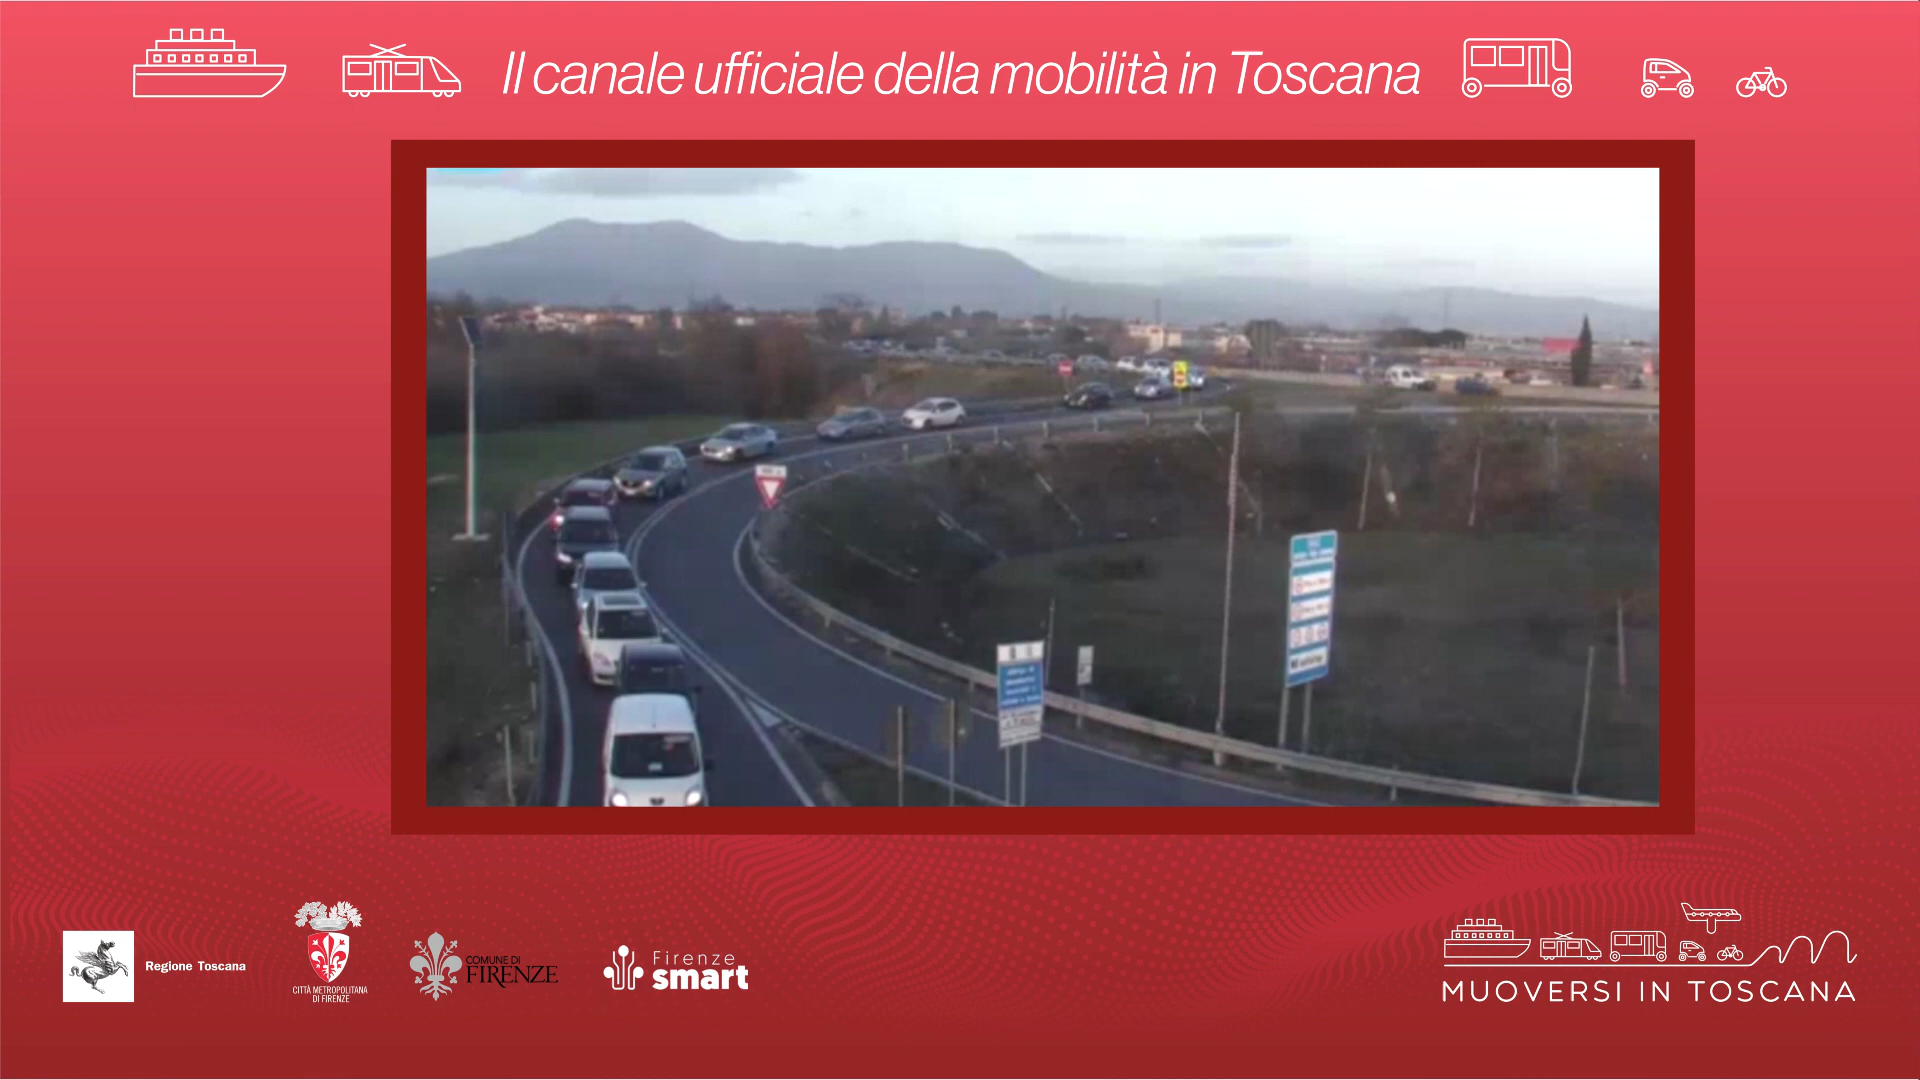 Il canale ufficiale della mobilità in Toscana
Regione Toscana
CITTÀ METROPOLITANA
DI FIRENZE
COMUNE DI
FIRENZE
Firenze
smart
MUOVERSI IN TOSCANA